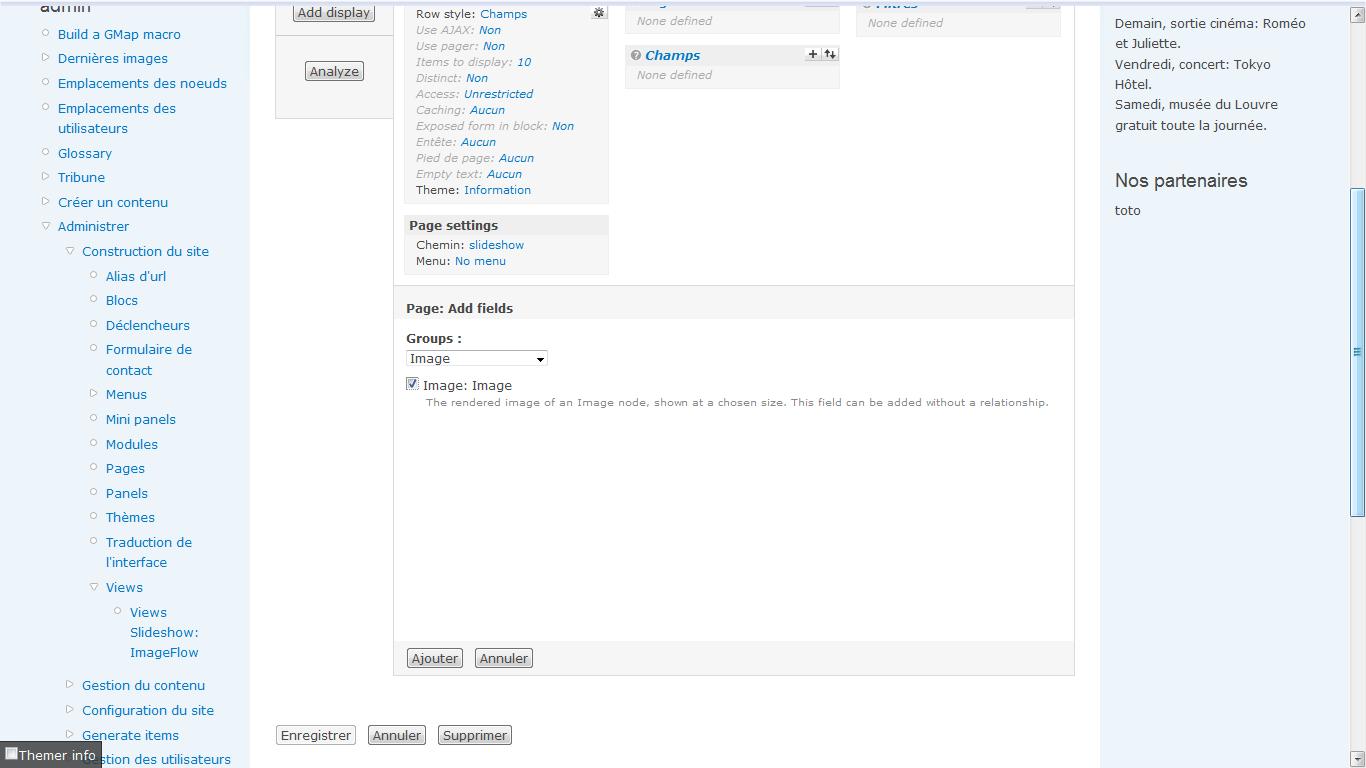 admin
Build a GMap macro
Dernières images
Emplacements des noeuds
Emplacements des
utilisateurs
Glossary
Tribune
Créer un contenu
Administrer
Construction du site
Alias d'url
Blocs
Déclencheurs
Formulaire de
contact
Menus
Mini panels
Modules
Pages
Panels
Thèmes
Traduction de
l'interface
Views
Views
Slideshow:
ImageFlow
Gestion du contenu
Configuration du site
Generate items
Gestion des utilisateurs
Themer info
Add display
Analyze
Row style: Champs
Use AJAX: Non
Use pager: Non
Items to display: 10
Distinct: Non
Access: Unrestricted
Caching: Aucun
Exposed form in block: Non
Entête: Aucun
Pied de page: Aucun
Empty text: Aucun
Theme: Information
Page settings
Chemin: slideshow
Menu: No menu
None defined
Champs
None defined
Filtres
None defined
Page: Add fields
Groups :
Image
Image: Image
The rendered image of an Image node, shown at a chosen size. This field can be added without a relationship.
Ajouter Annuler
Enregistrer Annuler Supprimer
Demain, sortie cinéma: Roméo
et Juliette.
Vendredi, concert: Tokyo
Hôtel.
Samedi, musée du Louvre
gratuit toute la journée.
Nos partenaires
toto